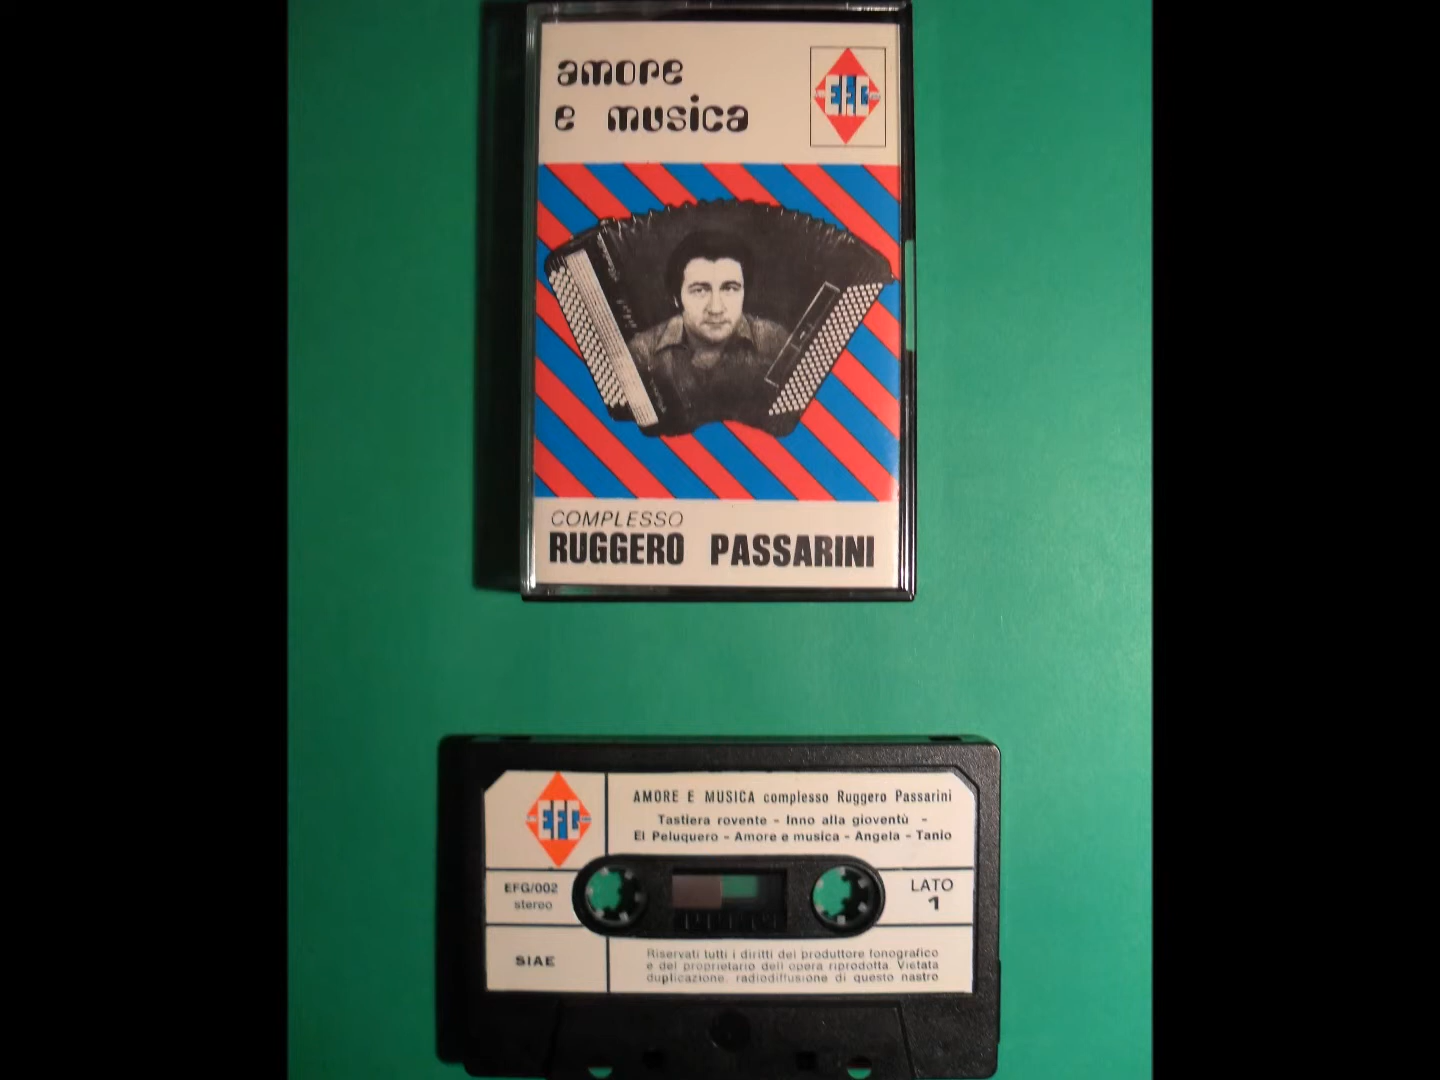 amore
e musica
EFG
COMPLESSO
RUGGERO PASSARINI
EFG
AMORE E MUSICA complesso Ruggero Passarini
Tastiera rovente - Inno alla gioventù -
El Peluquero - Amore e musica - Angela - Tanio
EFG/002
stereo
LATO
1
SIAE
Riservati tutti i diritti del produttore fonografico
e del proprietario dell opera riprodotta. Vietata
duplicazione, radiodiffusione di questo nastro